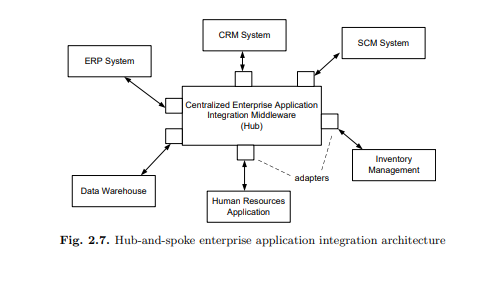 CRM System
SCM System
ERP System
Centralized Enterprise Application
Integration Middleware
(Hub)
Inventory
Management
adapters
Data Warehouse
Human Resources
Application
Fig. 2.7. Hub-and-spoke enterprise application integration architecture